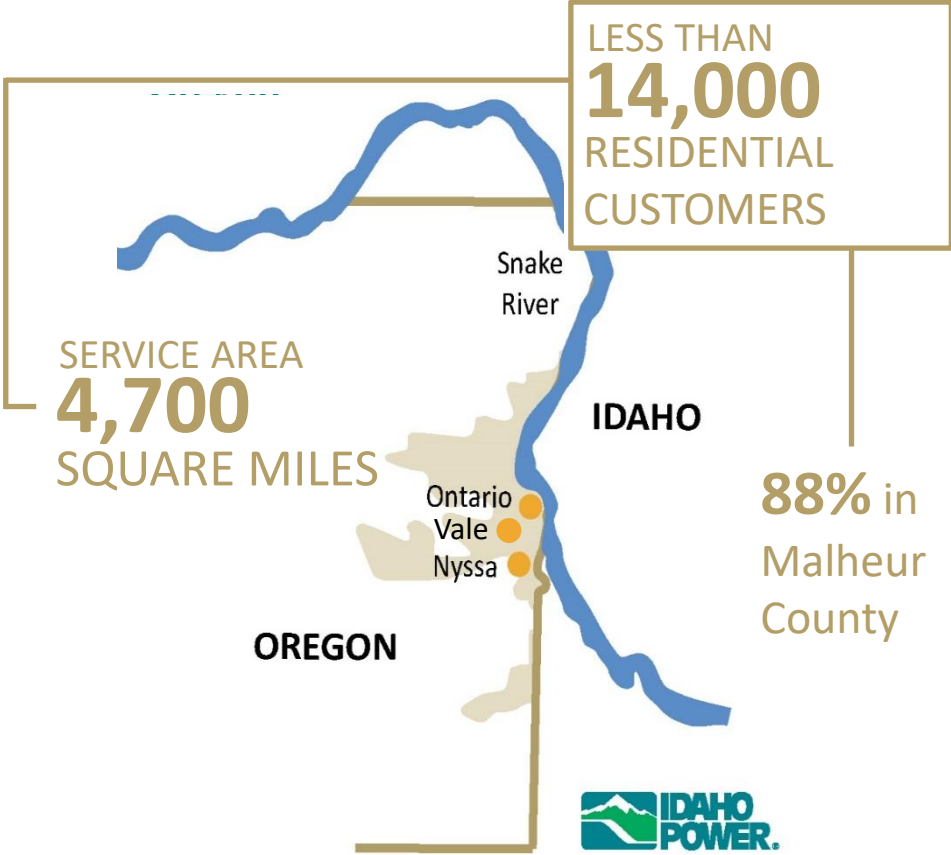 LESS THAN
14,000
RESIDENTIAL
CUSTOMERS
Snake
River
SERVICE AREA
4,700
SQUARE MILES
IDAHO
88% in
Malheur
County
Ontario
Vale
Nyssa
OREGON
IDAHO
POWER®